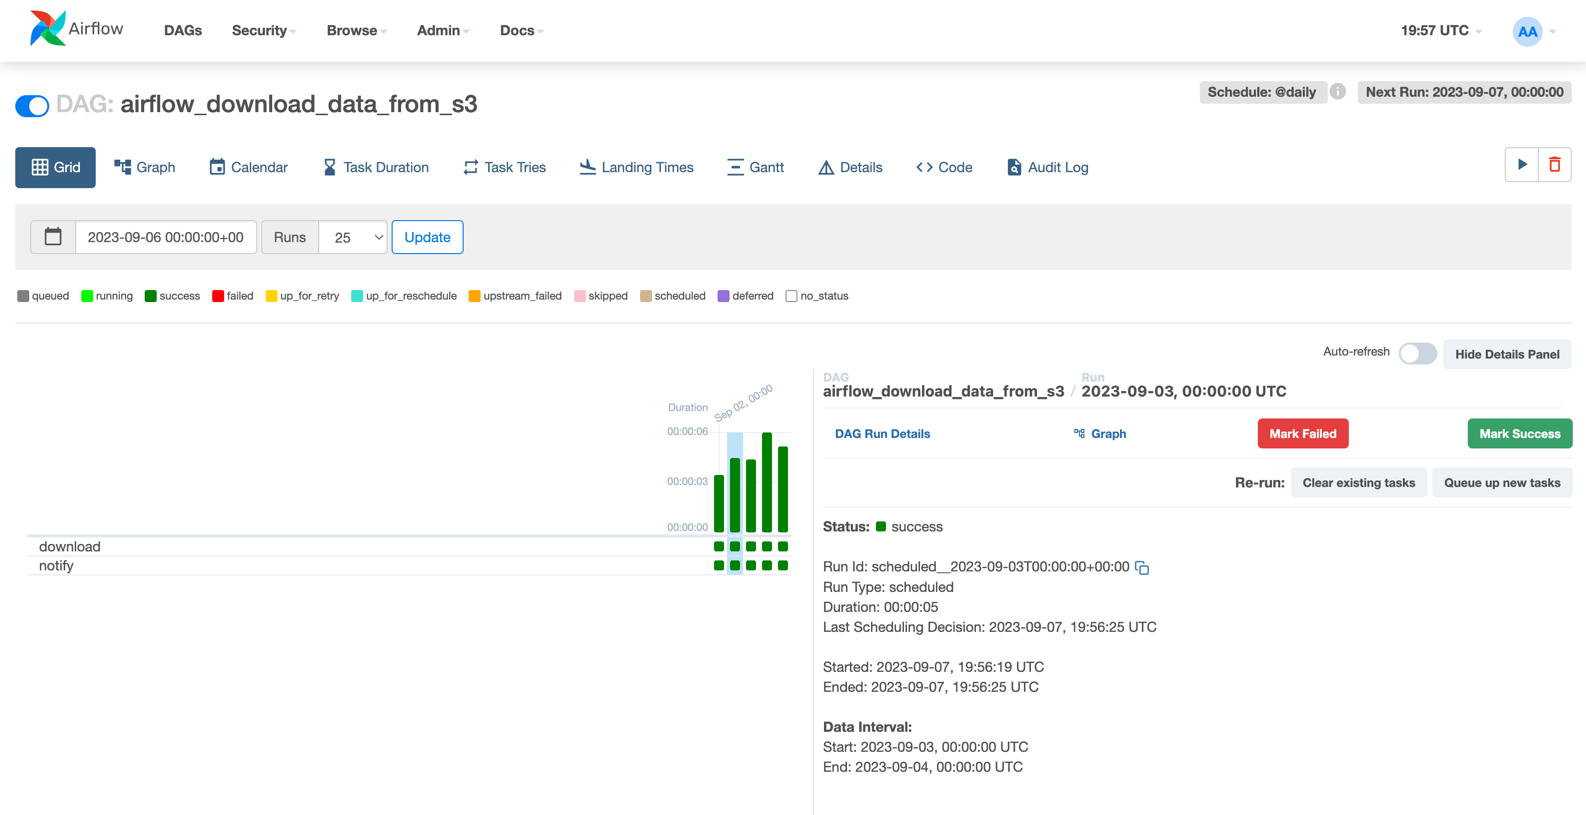 Airflow DAGs Security Browse Admin Docs 19:57 UTC AA
DAG: airflow_download_data_from_s3
Schedule: @daily i Next Run: 2023-09-07, 00:00:00
Grid Graph Calendar Task Duration Task Tries Landing Times Gantt Details Code Audit Log
2023-09-06 00:00:00+00 Runs 25 Update
queued running success failed up_for_retry up_for_reschedule upstream_failed skipped scheduled deferred no_status
Auto-refresh Hide Details Panel
Duration
Sep 02, 00:00
00:00:06
00:00:03
00:00:00
download
notify
DAG
airflow_download_data_from_s3 /
Run
2023-09-03, 00:00:00 UTC
DAG Run Details Graph Mark Failed Mark Success
Re-run: Clear existing tasks Queue up new tasks
Status: success
Run Id: scheduled__2023-09-03T00:00:00+00:00
Run Type: scheduled
Duration: 00:00:05
Last Scheduling Decision: 2023-09-07, 19:56:25 UTC
Started: 2023-09-07, 19:56:19 UTC
Ended: 2023-09-07, 19:56:25 UTC
Data Interval:
Start: 2023-09-03, 00:00:00 UTC
End: 2023-09-04, 00:00:00 UTC